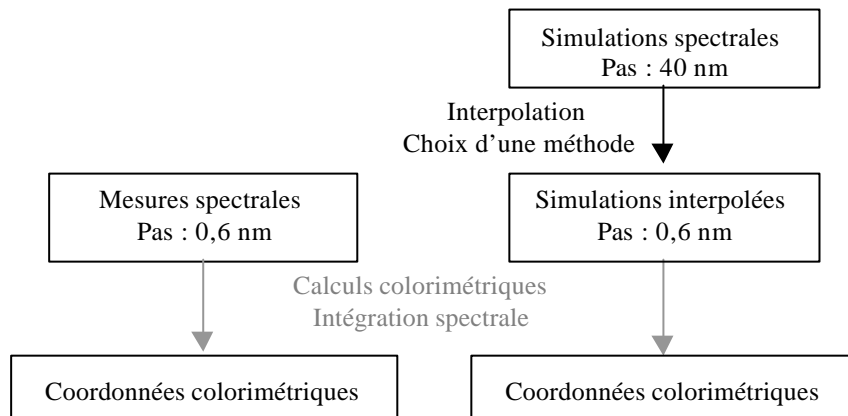 Simulations spectrales
Pas : 40 nm
Interpolation
Choix d'une méthode
Mesures spectrales
Pas : 0,6 nm
Simulations interpolées
Pas : 0,6 nm
Calculs colorimétriques
Intégration spectrale
Coordonnées colorimétriques
Coordonnées colorimétriques